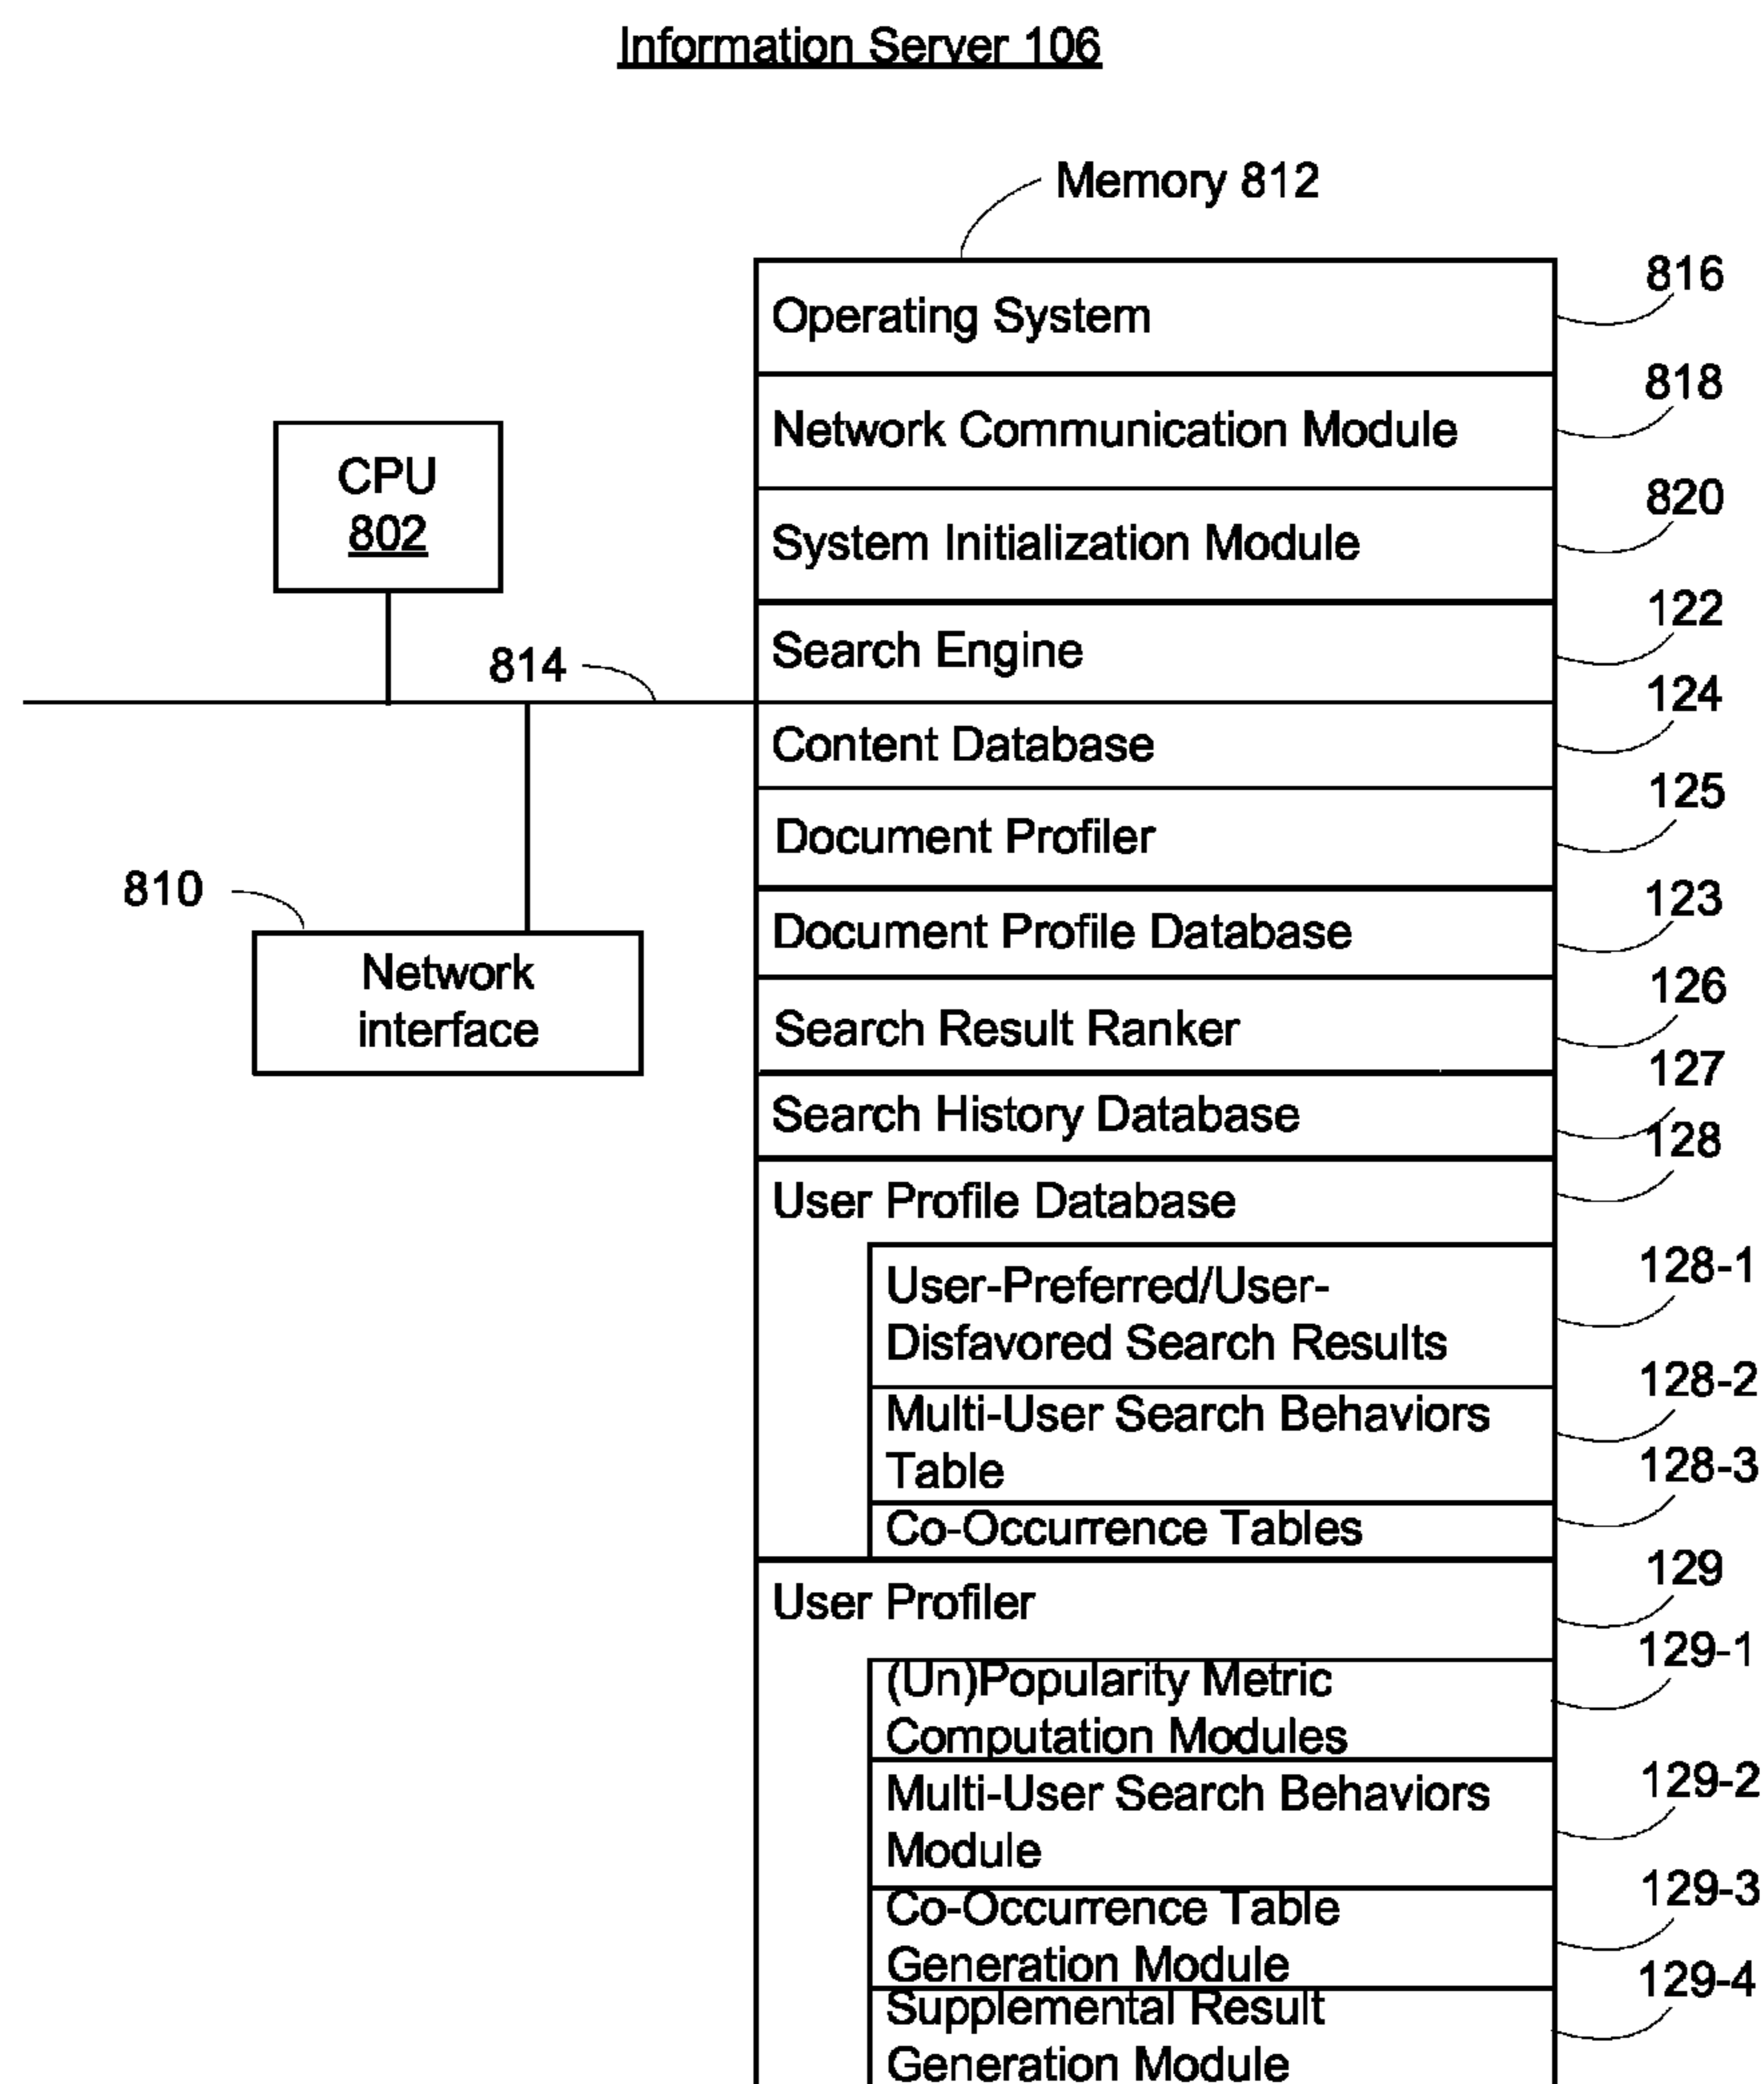 Information Server 106
Memory 812
Operating System
816
Network Communication Module
818
CPU
802
System Initialization Module
820
Search Engine
122
814
Content Database
124
Document Profiler
125
810
Network
interface
Document Profile Database
123
Search Result Ranker
126
Search History Database
127
User Profile Database
128
User-Preferred/User-
Disfavored Search Results
128-1
Multi-User Search Behaviors
Table
128-2
Co-Occurrence Tables
128-3
User Profiler
129
(Un)Popularity Metric
Computation Modules
129-1
Multi-User Search Behaviors
Module
129-2
Co-Occurrence Table
Generation Module
129-3
Supplemental Result
Generation Module
129-4